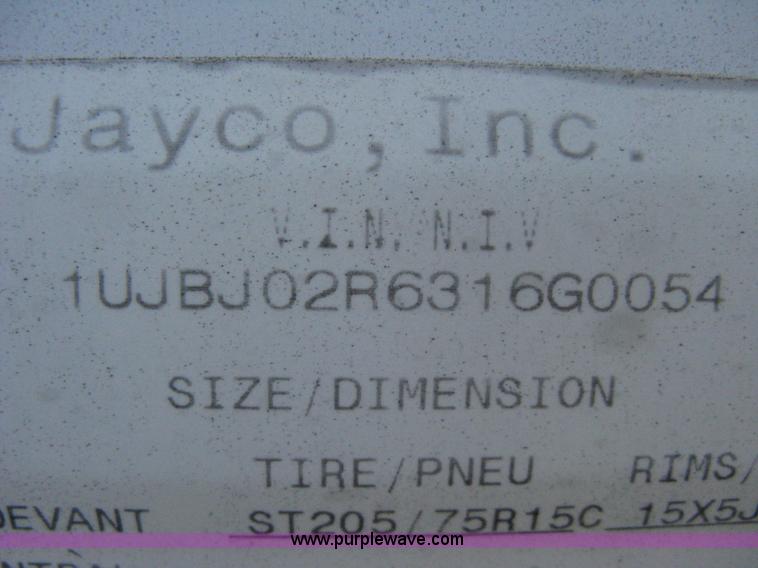 Jayco, Inc.
V.I.N. / N.I.V
1UJBJ02R6316G0054
SIZE/DIMENSION
TIRE/PNEU RIMS/
DEVANT ST205/75R15C 15X5J
www.purplewave.com